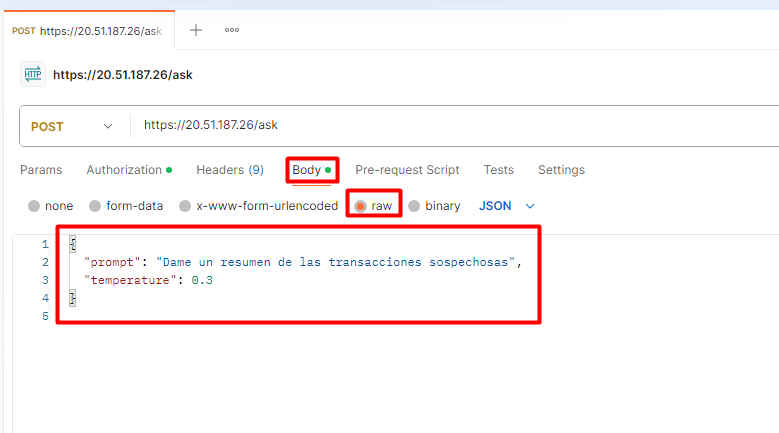 POST https://20.51.187.26/ask
HTTP https://20.51.187.26/ask
POST https://20.51.187.26/ask
Params Authorization Headers (9) Body Pre-request Script Tests Settings
none form-data x-www-form-urlencoded raw binary JSON
1 {
2 "prompt": "Dame un resumen de las transacciones sospechosas",
3 "temperature": 0.3
4 }
5